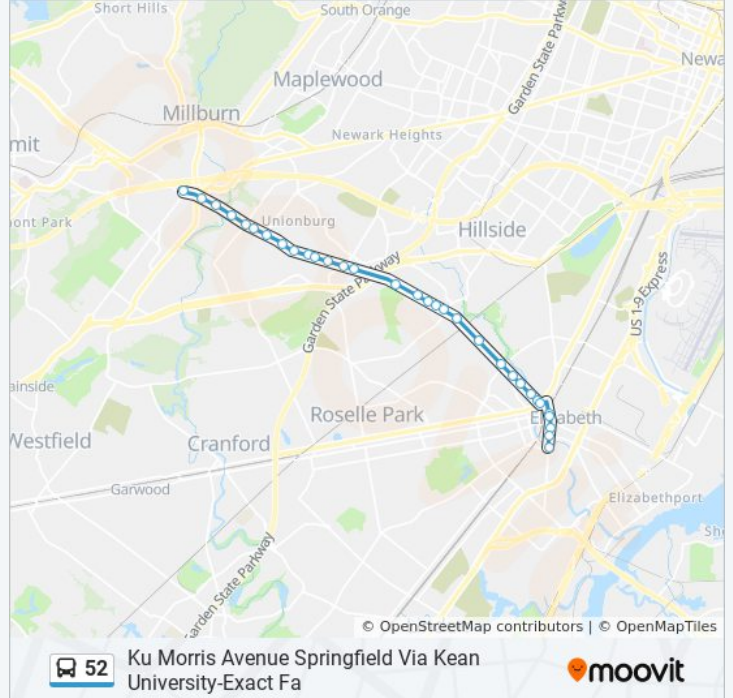 Short Hills
South Orange
Garden State Parkway
Newa
Maplewood
Millburn
mit
Newark Heights
ont Park
Unionburg
Hillside
Garden State Parkway
US 1-9 Express
ainside
Roselle Park
Elizabeth
Westfield
Cranford
Garwood
Elizabethport
Sh
Garden State Parkway
© OpenStreetMap contributors | © OpenMapTiles
52
Ku Morris Avenue Springfield Via Kean
University-Exact Fa
moovit